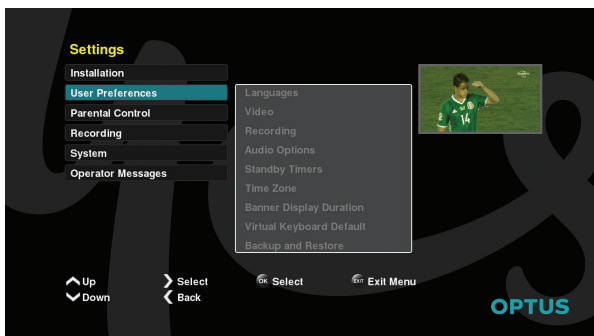 Settings
Installation
User Preferences
Parental Control
Recording
System
Operator Messages
Languages
Video
Recording
Audio Options
Standby Timers
Time Zone
Banner Display Duration
Virtual Keyboard Default
Backup and Restore
14
Up
Select
OK Select
EXIT Exit Menu
Down
Back
OPTUS